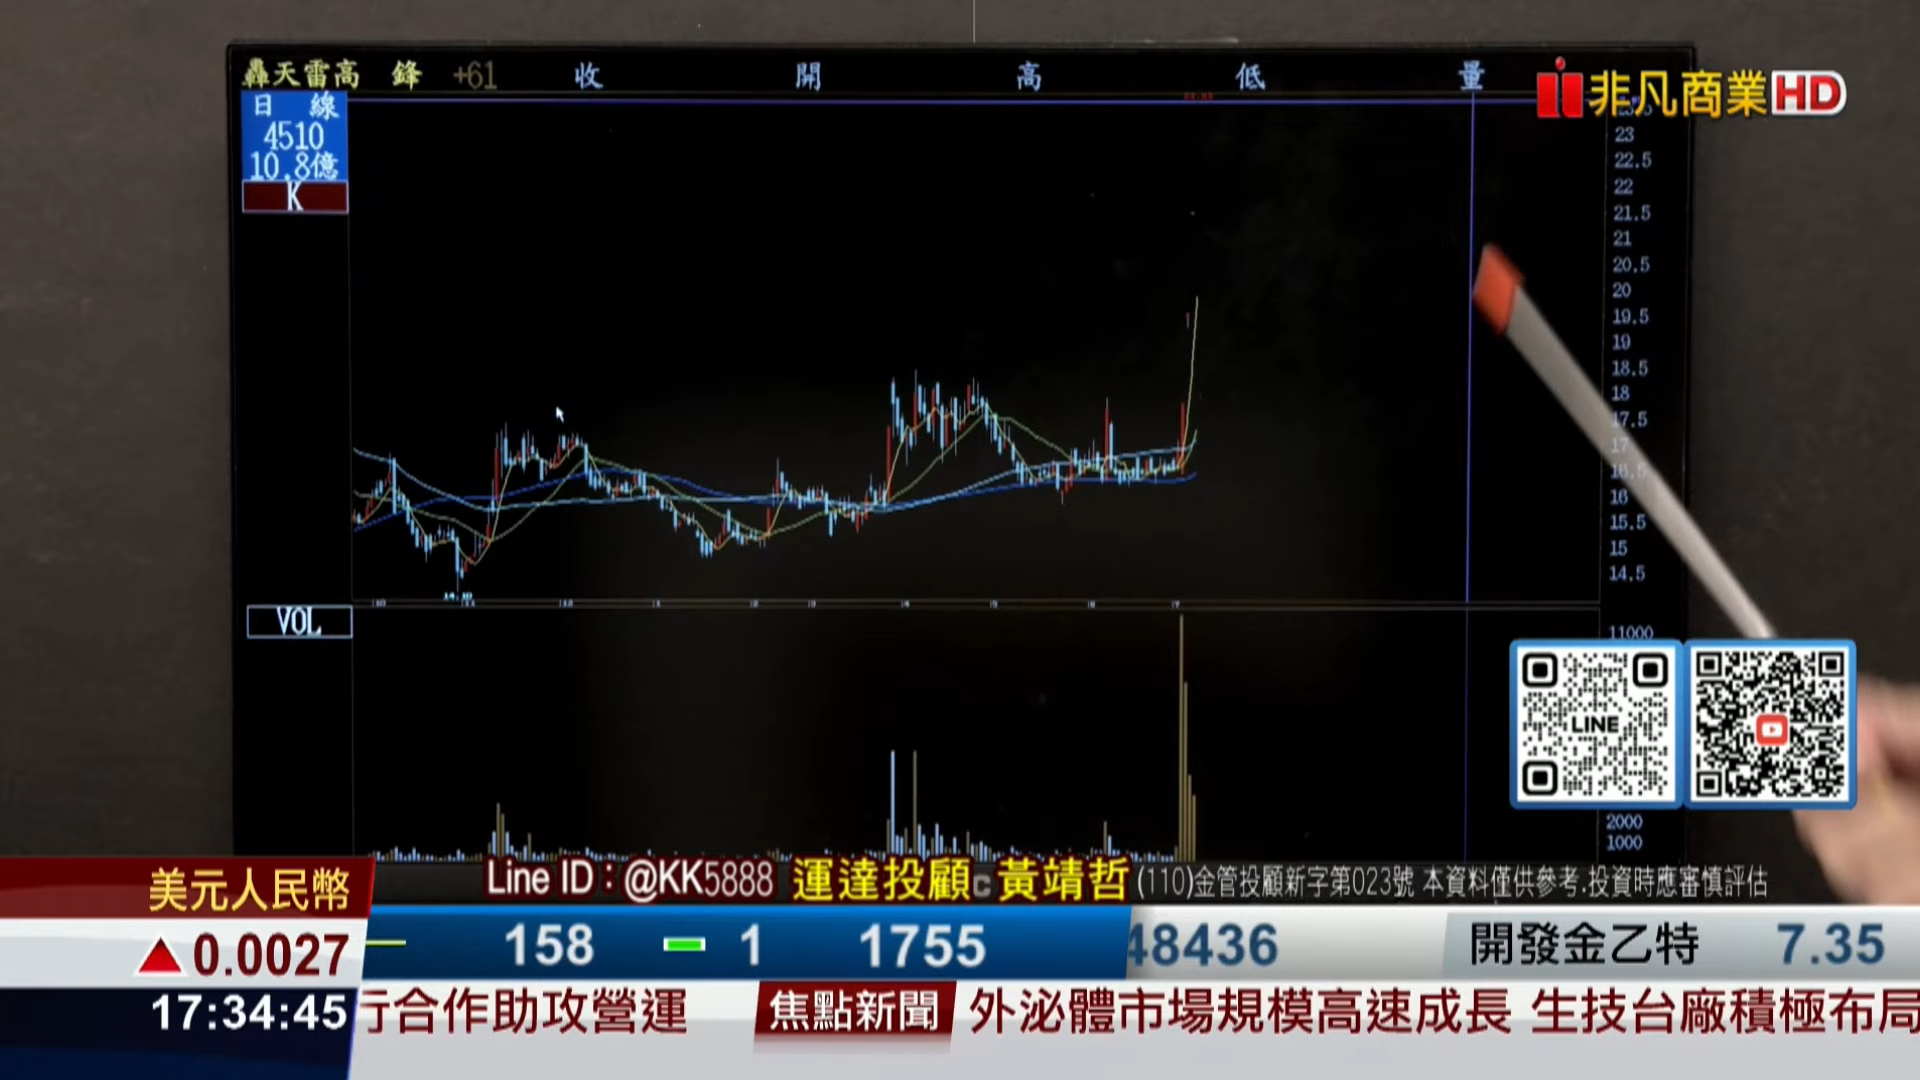 轟天雷高 鋒 +61 收 開 高 低 量
非凡商業HD
日 線
4510
10.8億
K
23
22.5
22
21.5
21
20.5
20
19.5
19
18.5
18
17.5
17
16.5
16
15.5
15
14.5
VOL
11000
LINE
2000
1000
Line ID：@KK5888 運達投顧 黃靖哲 (110)金管投顧新字第023號 本資料僅供參考.投資時應審慎評估
美元人民幣
▲0.0027
158 1 1755 48436 開發金乙特 7.35
17:34:45
行合作助攻營運 焦點新聞 外泌體市場規模高速成長 生技台廠積極布局